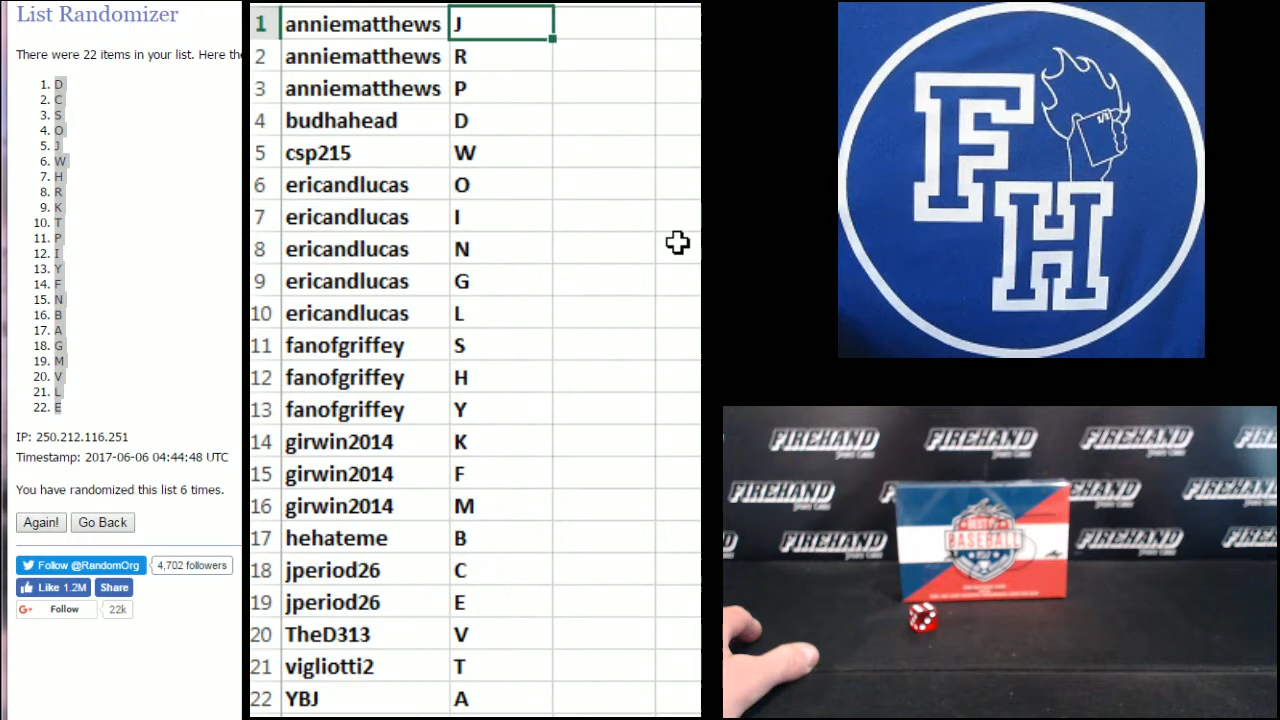 List Randomizer
There were 22 items in your list. Here the
1. D
2. C
3. S
4. O
5. J
6. W
7. H
8. R
9. K
10. T
11. P
12. I
13. Y
14. F
15. N
16. B
17. A
18. G
19. M
20. V
21. L
22. E
IP: 250.212.116.251
Timestamp: 2017-06-06 04:44:48 UTC
You have randomized this list 6 times.
Again! Go Back
Follow @RandomOrg 4,702 followers
Like 1.2M Share
G+ Follow 22k
1 anniematthews J
2 anniematthews R
3 anniematthews P
4 budhahead D
5 csp215 W
6 ericandlucas O
7 ericandlucas I
8 ericandlucas N
9 ericandlucas G
10 ericandlucas L
11 fanofgriffey S
12 fanofgriffey H
13 fanofgriffey Y
14 girwin2014 K
15 girwin2014 F
16 girwin2014 M
17 hehateme B
18 jperiod26 C
19 jperiod26 E
20 TheD313 V
21 vigliotti2 T
22 YBJ A
FH
1/1
FIREHAND FIREHAND FIREHAND
FIREHAND FIREHAND FIREHAND
FIREHAND FIREHAND FIREHAND
BASEBALL